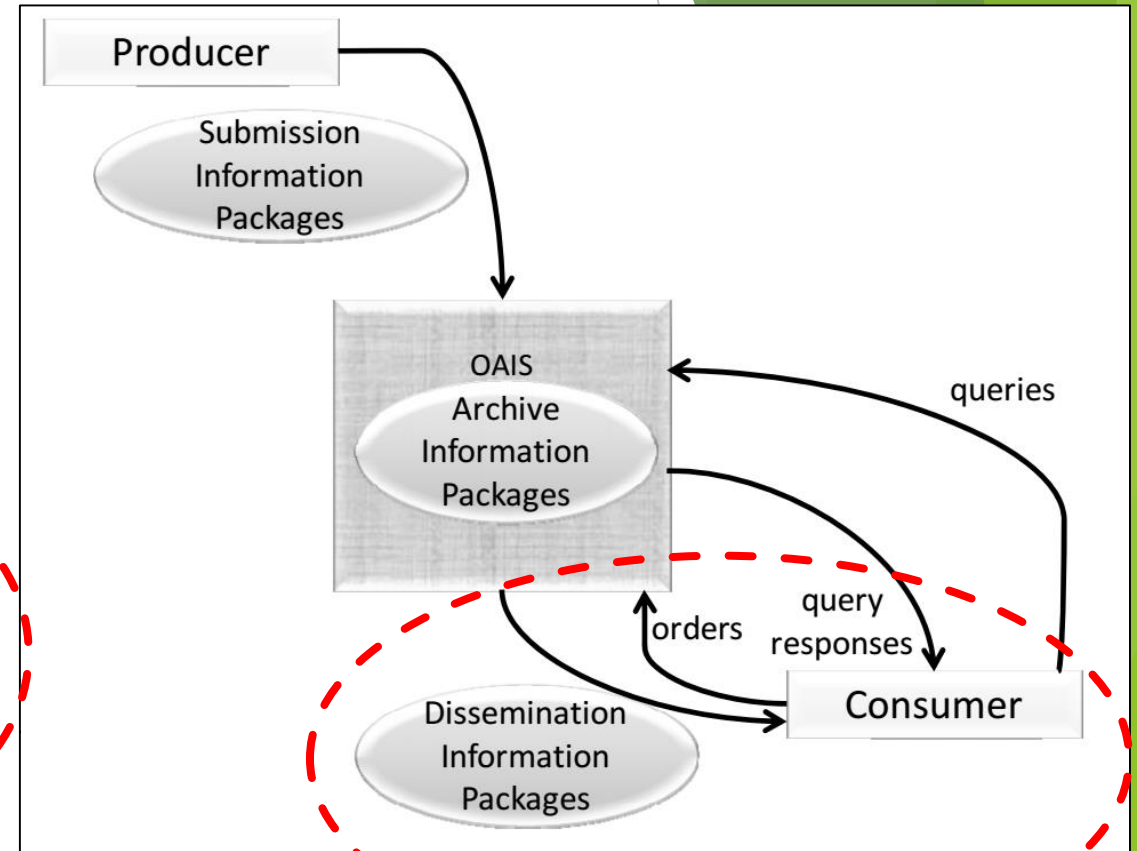 Producer
Submission
Information
Packages
OAIS
Archive
Information
Packages
queries
query
responses
orders
Consumer
Dissemination
Information
Packages